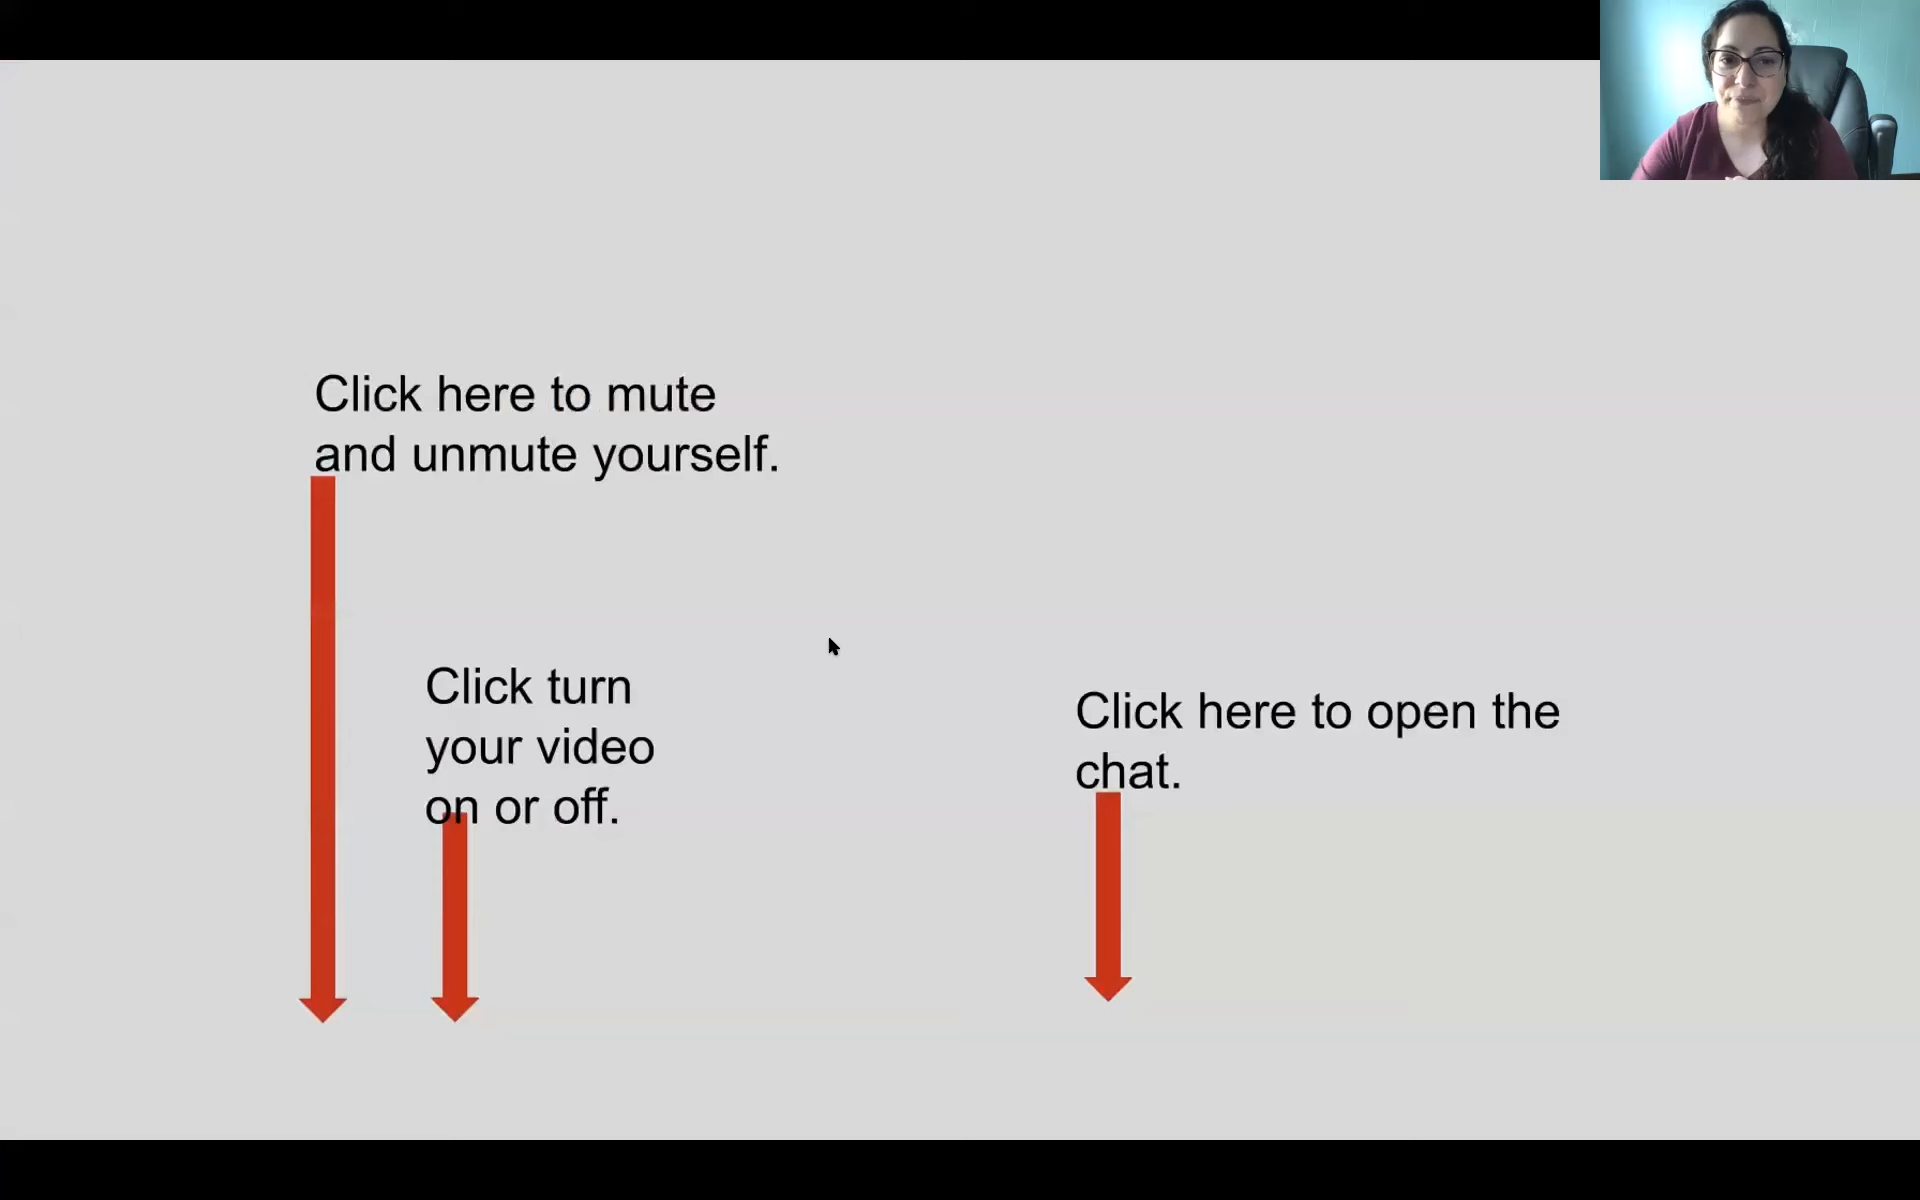 Click here to mute
and unmute yourself.
Click turn
your video
on or off.
Click here to open the
chat.